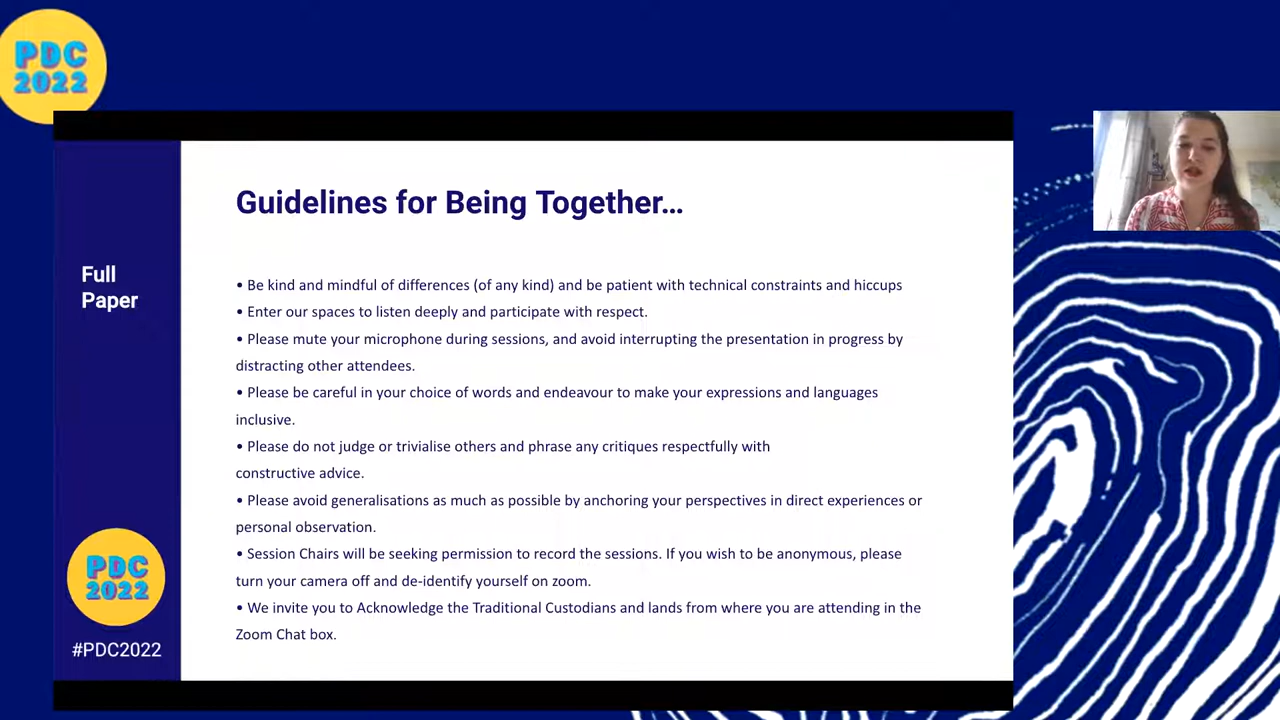 PDC
2022
Guidelines for Being Together...
Full
Paper
• Be kind and mindful of differences (of any kind) and be patient with technical constraints and hiccups
• Enter our spaces to listen deeply and participate with respect.
• Please mute your microphone during sessions, and avoid interrupting the presentation in progress by
distracting other attendees.
• Please be careful in your choice of words and endeavour to make your expressions and languages
inclusive.
• Please do not judge or trivialise others and phrase any critiques respectfully with
constructive advice.
• Please avoid generalisations as much as possible by anchoring your perspectives in direct experiences or
personal observation.
• Session Chairs will be seeking permission to record the sessions. If you wish to be anonymous, please
turn your camera off and de-identify yourself on zoom.
• We invite you to Acknowledge the Traditional Custodians and lands from where you are attending in the
Zoom Chat box.
PDC
2022
#PDC2022